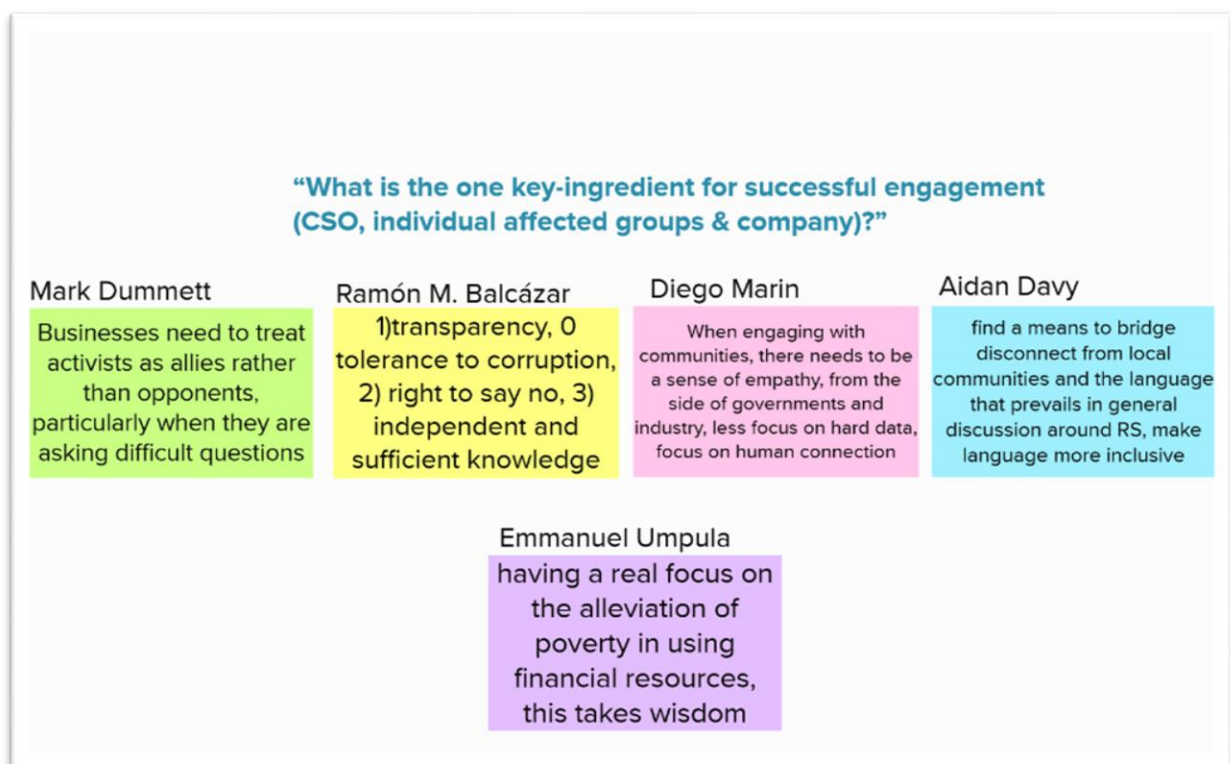 “What is the one key-ingredient for successful engagement
(CSO, individual affected groups & company)?”
Mark Dummett
Businesses need to treat
activists as allies rather
than opponents,
particularly when they are
asking difficult questions
Ramón M. Balcázar
1)transparency, 0
tolerance to corruption,
2) right to say no, 3)
independent and
sufficient knowledge
Diego Marin
When engaging with
communities, there needs to be
a sense of empathy, from the
side of governments and
industry, less focus on hard data,
focus on human connection
Aidan Davy
find a means to bridge
disconnect from local
communities and the language
that prevails in general
discussion around RS, make
language more inclusive
Emmanuel Umpula
having a real focus on
the alleviation of
poverty in using
financial resources,
this takes wisdom